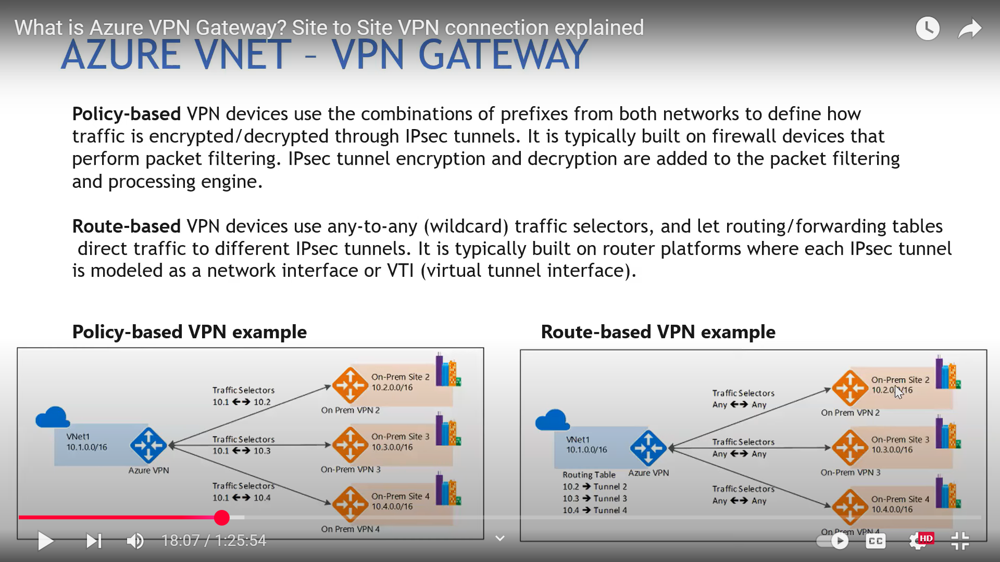 What is Azure VPN Gateway? Site to Site VPN connection explained
AZURE VNET – VPN GATEWAY
Policy-based VPN devices use the combinations of prefixes from both networks to define how
traffic is encrypted/decrypted through IPsec tunnels. It is typically built on firewall devices that
perform packet filtering. IPsec tunnel encryption and decryption are added to the packet filtering
and processing engine.
Route-based VPN devices use any-to-any (wildcard) traffic selectors, and let routing/forwarding tables
direct traffic to different IPsec tunnels. It is typically built on router platforms where each IPsec tunnel
is modeled as a network interface or VTI (virtual tunnel interface).
Policy-based VPN example
Traffic Selectors
10.1 ←→ 10.2
On-Prem Site 2
10.2.0.0/16
On Prem VPN 2
VNet1
10.1.0.0/16
Azure VPN
Traffic Selectors
10.1 ←→ 10.3
On-Prem Site 3
10.3.0.0/16
On-Prem VPN 3
Traffic Selectors
10.1 ←→ 10.4
On-Prem Site 4
10.4.0.0/16
On Prem VPN 4
Route-based VPN example
Traffic Selectors
Any ←→ Any
On-Prem Site 2
10.2.0.0/16
On Prem VPN 2
VNet1
10.1.0.0/16
Azure VPN
Traffic Selectors
Any ←→ Any
On-Prem Site 3
10.3.0.0/16
On-Prem VPN 3
Routing Table
10.2 → Tunnel 2
10.3 → Tunnel 3
10.4 → Tunnel 4
Traffic Selectors
Any ←→ Any
On-Prem Site 4
10.4.0.0/16
On Prem VPN 4
18:07 / 1:25:54
CC
HD